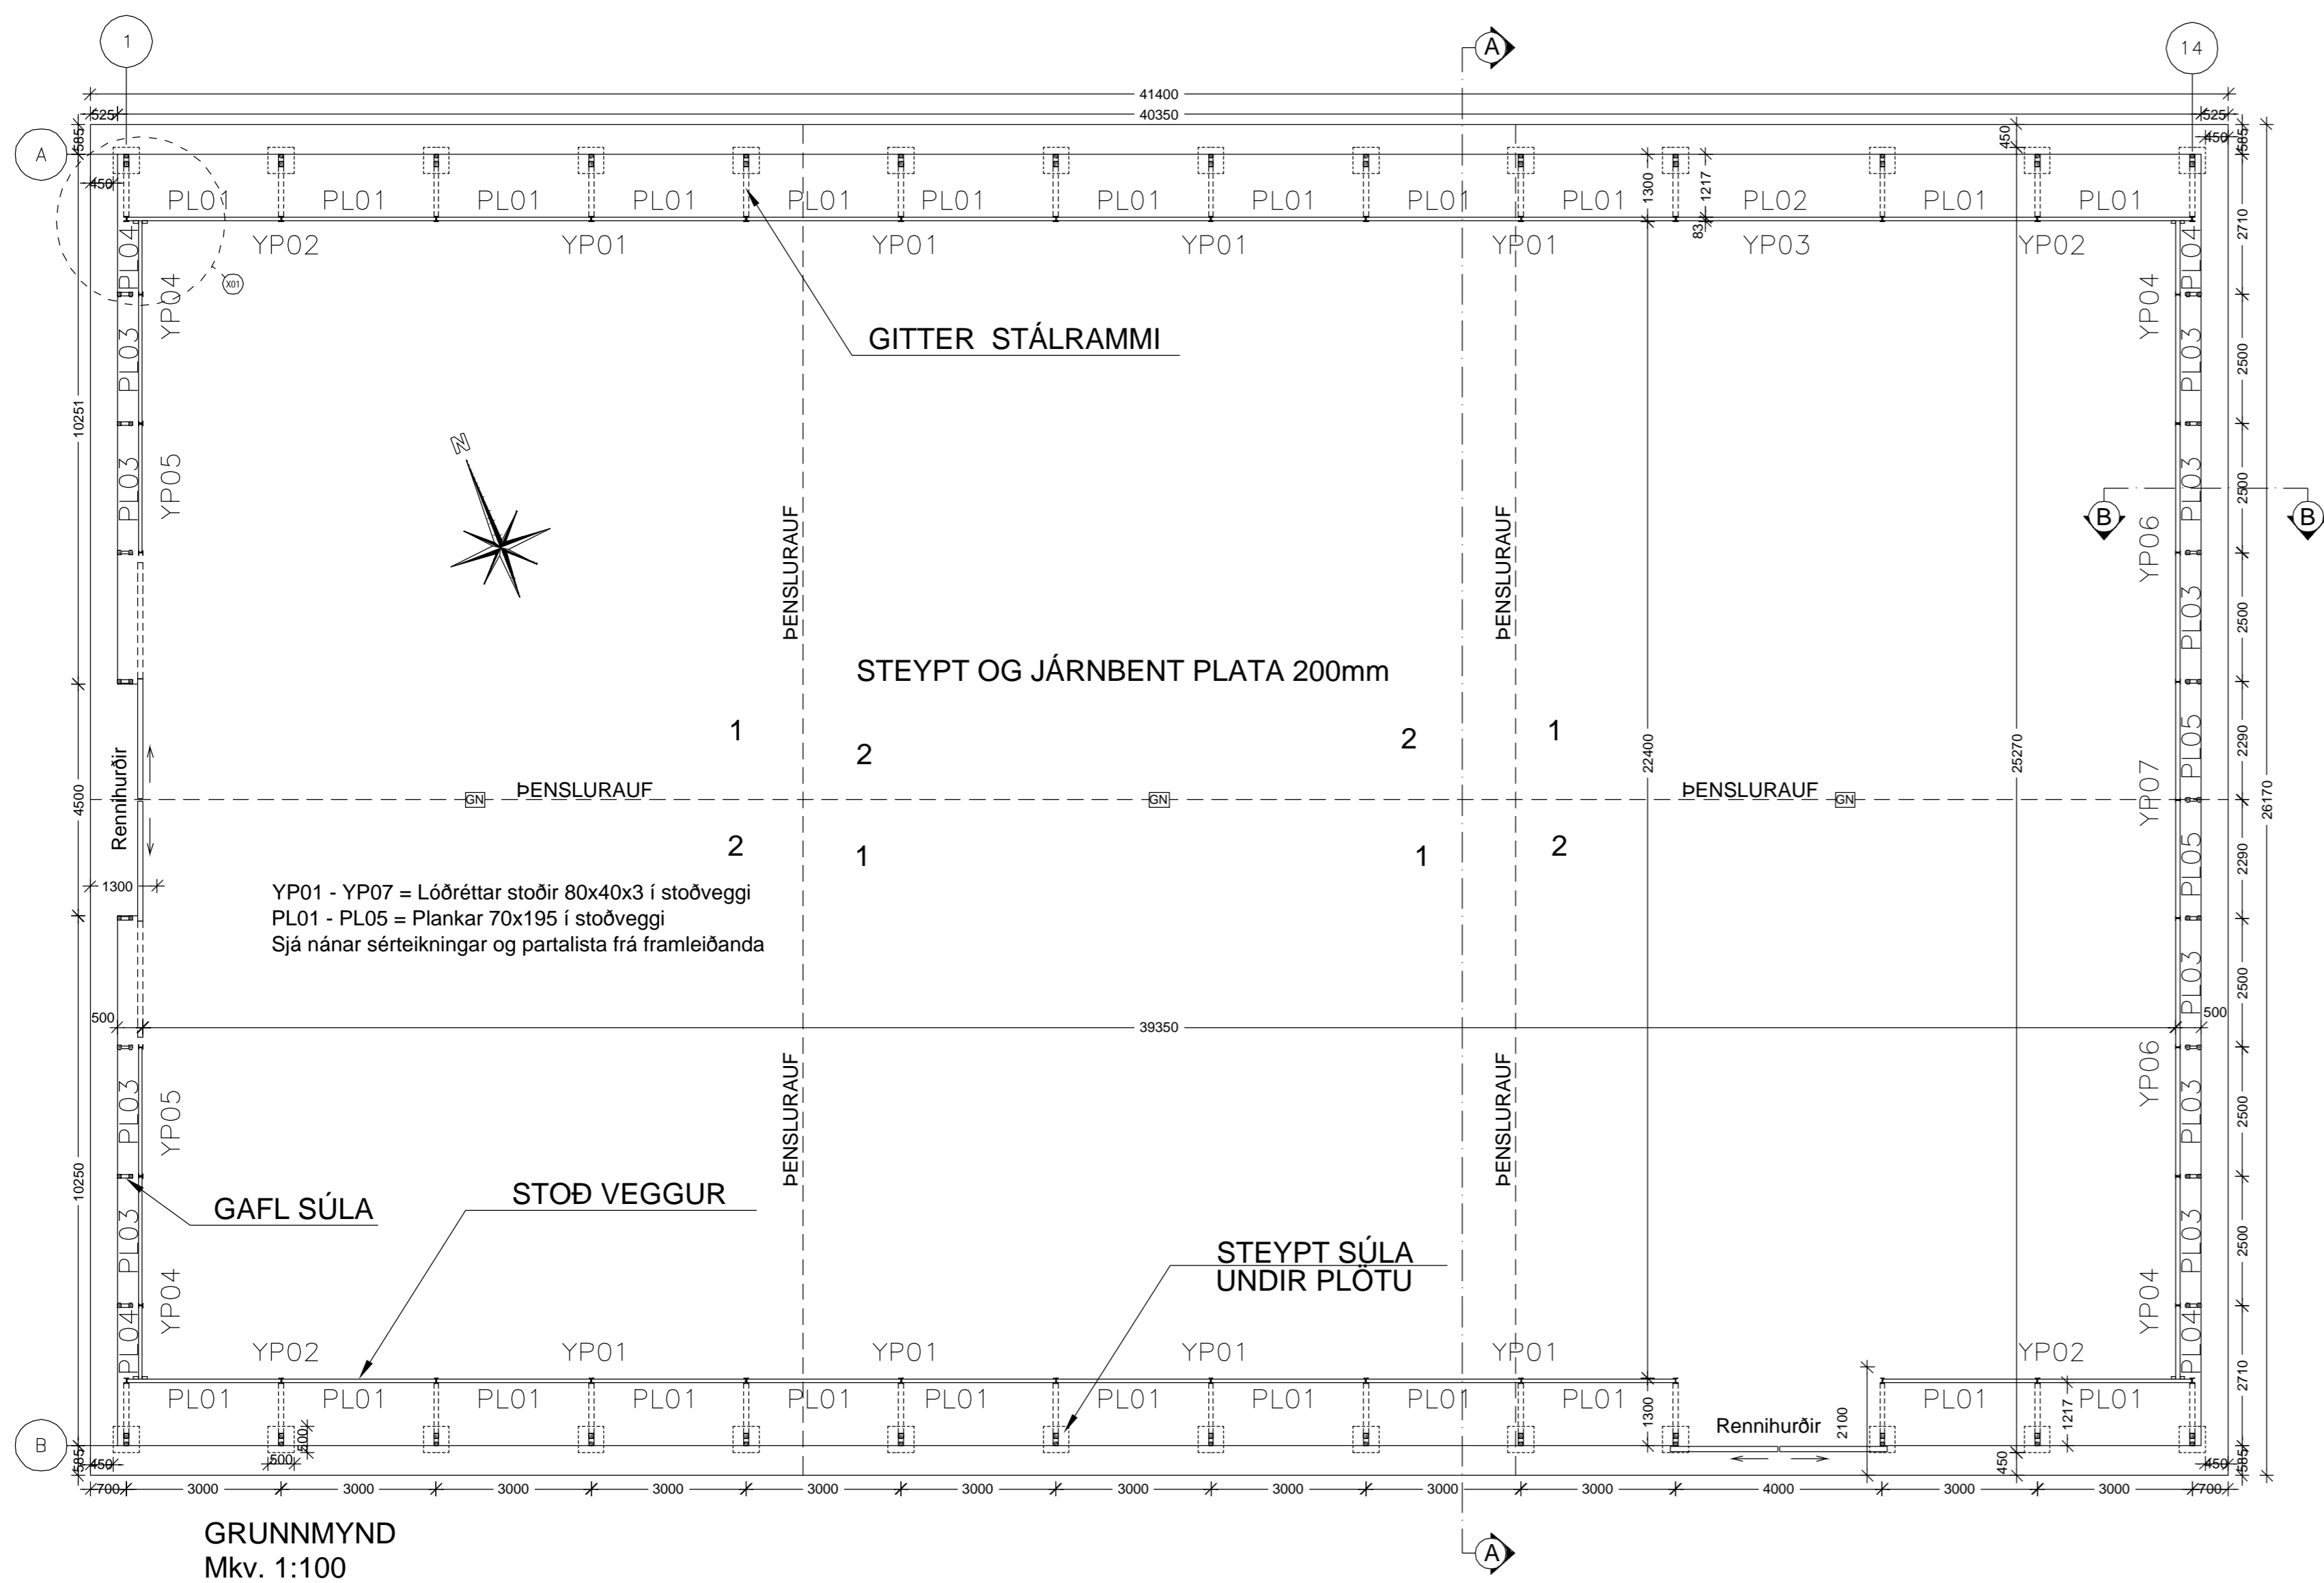 1
14
A
41400
525
40350
525
585
450
450
585
A
450
PL01 PL01 PL01 PL01 PL01 PL01 PL01 PL01 PL01 PL01 PL02 PL01 PL01
1300
1217
83
YP02 YP01 YP01 YP01 YP01 YP03 YP02
PL04
YP04
X01
PL04
YP04
2710
GITTER STÁLRAMMI
PL03
PL03
2500
10251
N
PL03
YP05
PL03
2500
B
B
ÞENSLURAUF
ÞENSLURAUF
YP06
PL03
2500
STEYPT OG JÁRNBENT PLATA 200mm
1
2
2
1
22400
25270
PL05
2290
Rennihurðir
4500
GN
ÞENSLURAUF
GN
ÞENSLURAUF
GN
YP07
26170
2
1
1
2
PL05
2290
1300
YP01 - YP07 = Lóðréttar stoðir 80x40x3 í stoðveggi
PL01 - PL05 = Plankar 70x195 í stoðveggi
Sjá nánar sérteikningar og partalista frá framleiðanda
PL03
2500
500
39350
500
ÞENSLURAUF
ÞENSLURAUF
PL03
YP05
YP06
PL03
2500
10250
GAFL SÚLA
STOÐ VEGGUR
PL03
PL03
2500
STEYPT SÚLA
UNDIR PLÖTU
YP04
YP04
PL04
PL04
2710
YP02 YP01 YP01 YP01 YP01 YP02
PL01 PL01 PL01 PL01 PL01 PL01 PL01 PL01 PL01 PL01 PL01 PL01
1300
Rennihurðir
2100
1217
B
585
450
500
500
450
450
585
700 3000 3000 3000 3000 3000 3000 3000 3000 3000 3000 4000 3000 3000 700
GRUNNMYND
Mkv. 1:100
A